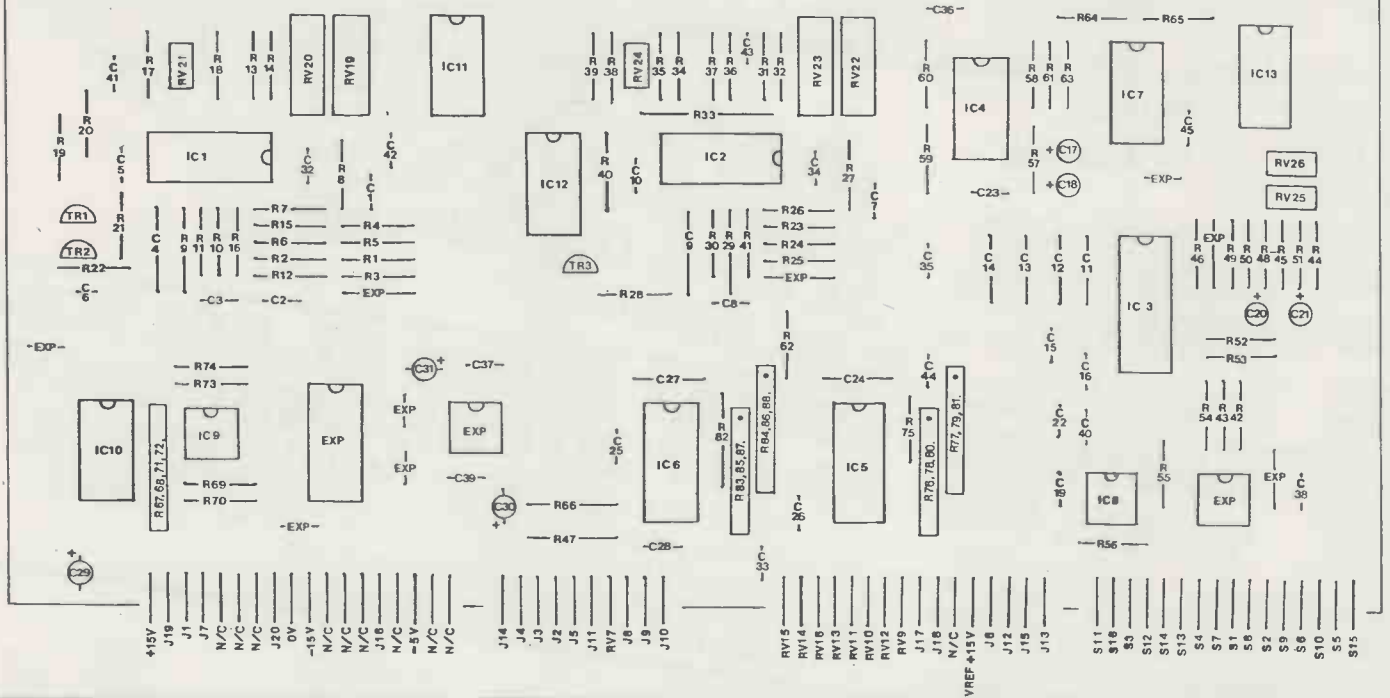 C36
R64 R65
C41 R17 RV21 R18 R13 R14 RV20 RV19 IC11 R39 R38 RV24 R35 R34 R37 R36 C43 R31 R32 RV23 RV22 R60 IC4 R58 R61 R63 IC7 IC13
R33 C45
R19 R20 C5 IC1 C32 R8 C42 IC12 R40 C10 IC2 C34 R27 R59 R57 + C17
C1 C7 C23 + C18 EXP RV26
RV25
TR1 R21 C4 R9 R11 R10 R16 R7 C9 R30 R29 R41 R26
R15 R4 R23
TR2 R6 R5 R24 C35 C14 C13 C12 C11 IC3 R46 EXP R49 R50 R48 R45 R51 R44
R22 R2 R1 TR3 R25
R12 R3 EXP
C6 C3 C2 EXP R28 C8
+ C20 + C21
EXP R62 C15 R52
R53
R74 C31 + C37 C44 C16
R73 C27 C24
IC10 R67,68,71,72, IC9 EXP EXP EXP C25 IC6 R82 R83,85,87. R84,86,88. IC5 R75 R76,78,80. R77,79,81. C22 C40 R54 R43 R42
EXP
R69 C39 R55 EXP C38
R70 C30 + R66 C26 C19 IC8 EXP
EXP
R47 C28 R56
+ C29 C33
+15V J19 J1 J7 N/C N/C N/C J20 0V -15V N/C N/C N/C J16 N/C -5V N/C N/C J14 J4 J3 J2 J5 J11 RV7 J8 J9 J10 RV15 RV14 RV16 RV13 RV11 RV10 RV12 RV9 J17 J18 N/C VREF +15V J6 J12 J15 J13 S11 S16 S3 S12 S14 S13 S4 S7 S1 S8 S2 S9 S6 S10 S5 S15